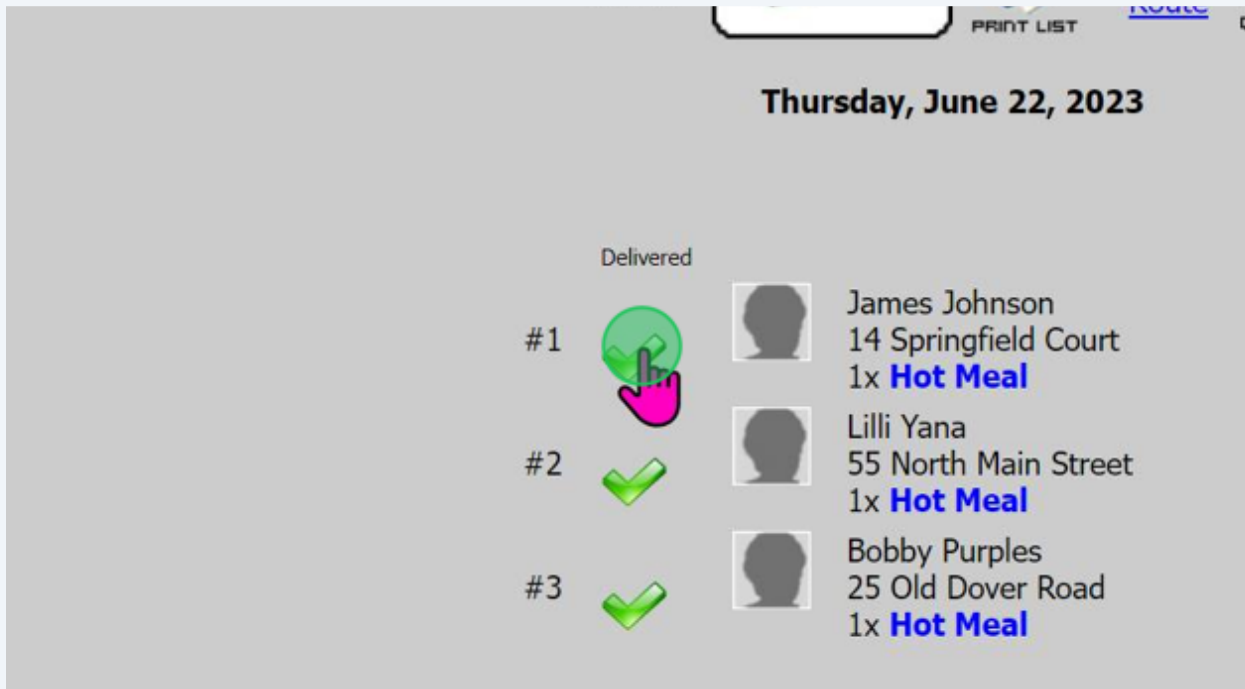 PRINT LIST
Route
Thursday, June 22, 2023
Delivered
#1
James Johnson
14 Springfield Court
1x Hot Meal
#2
Lilli Yana
55 North Main Street
1x Hot Meal
#3
Bobby Purples
25 Old Dover Road
1x Hot Meal